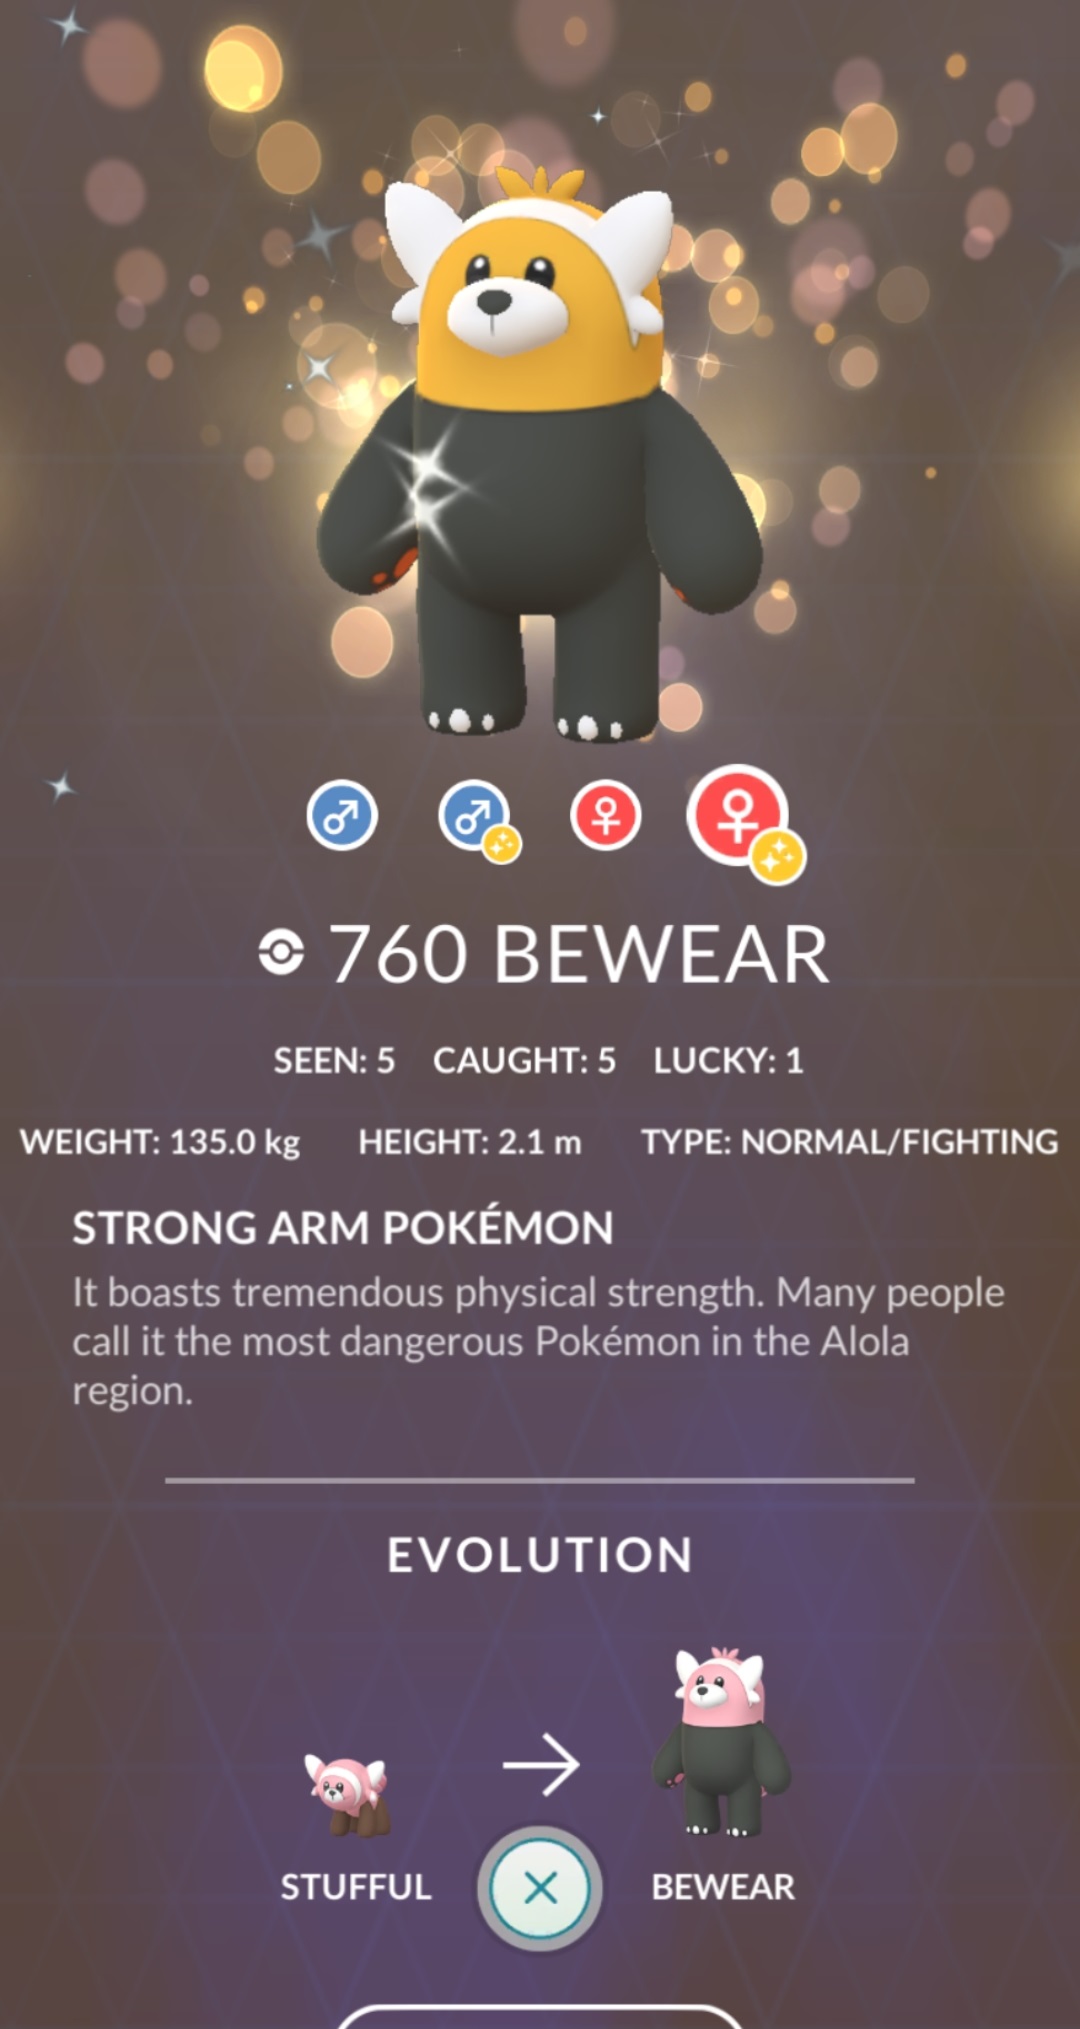 760 BEWEAR
SEEN: 5 CAUGHT: 5 LUCKY: 1
WEIGHT: 135.0 kg HEIGHT: 2.1 m TYPE: NORMAL/FIGHTING
STRONG ARM POKÉMON
It boasts tremendous physical strength. Many people
call it the most dangerous Pokémon in the Alola
region.
EVOLUTION
STUFFUL BEWEAR